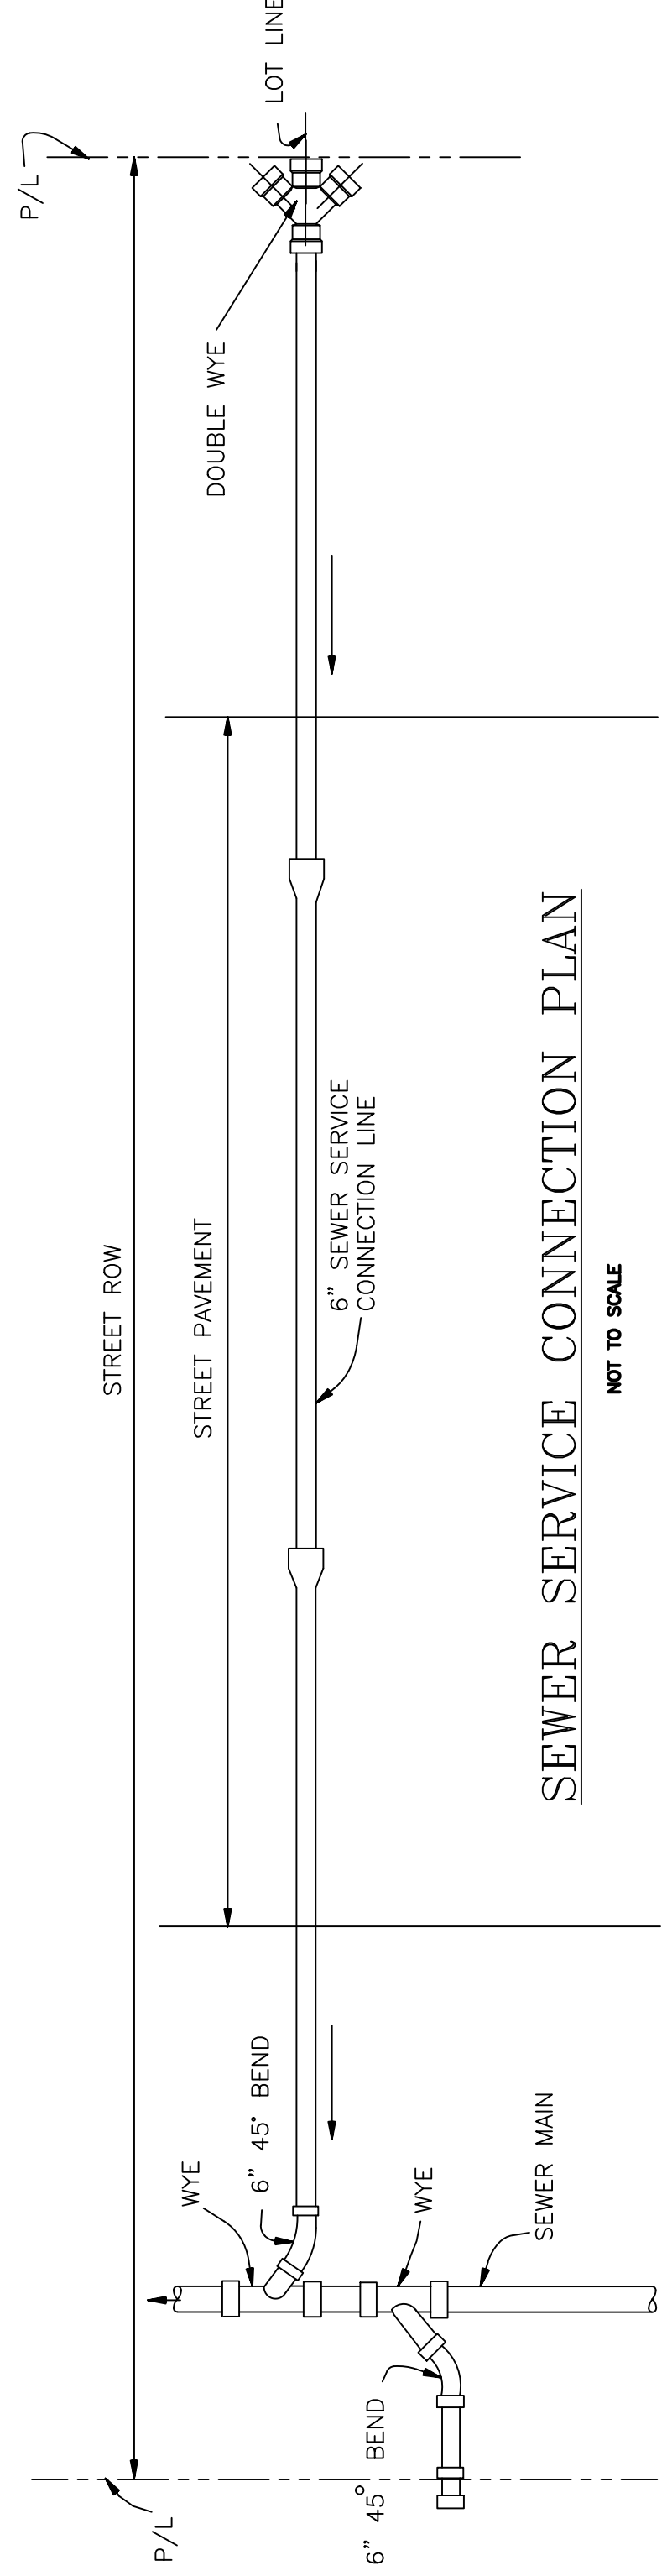 P/L
STREET ROW
P/L
STREET PAVEMENT
LOT LINE
DOUBLE WYE
WYE
6" 45° BEND
6" SEWER SERVICE
CONNECTION LINE
6" 45° BEND
WYE
SEWER MAIN
SEWER SERVICE CONNECTION PLAN
NOT TO SCALE